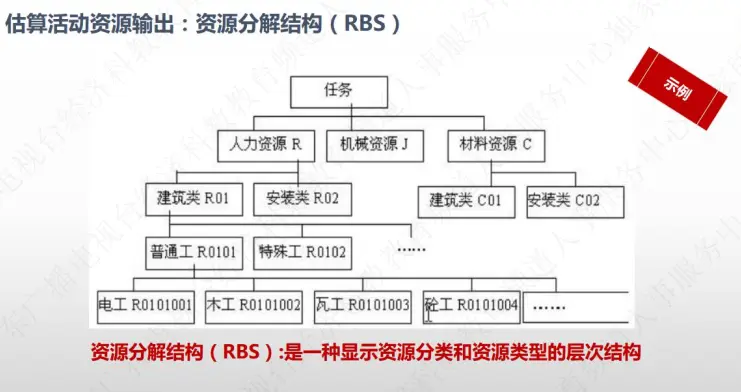 估算活动资源输出：资源分解结构（RBS）
示例
任务
人力资源 R
机械资源 J
材料资源 C
建筑类 R01
安装类 R02
建筑类 C01
安装类 C02
普通工 R0101
特殊工 R0102
……
电工 R0101001
木工 R0101002
瓦工 R0101003
砼工 R0101004
……
资源分解结构（RBS）:是一种显示资源分类和资源类型的层次结构